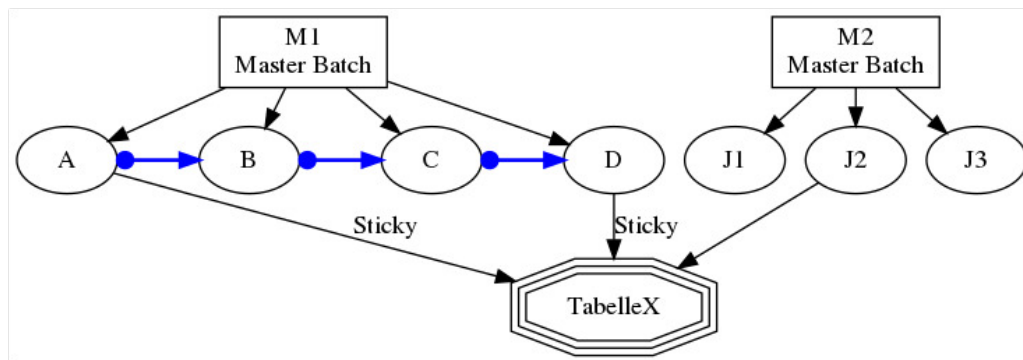 M1
Master Batch
M2
Master Batch
A
B
C
D
J1
J2
J3
Sticky
Sticky
TabelleX